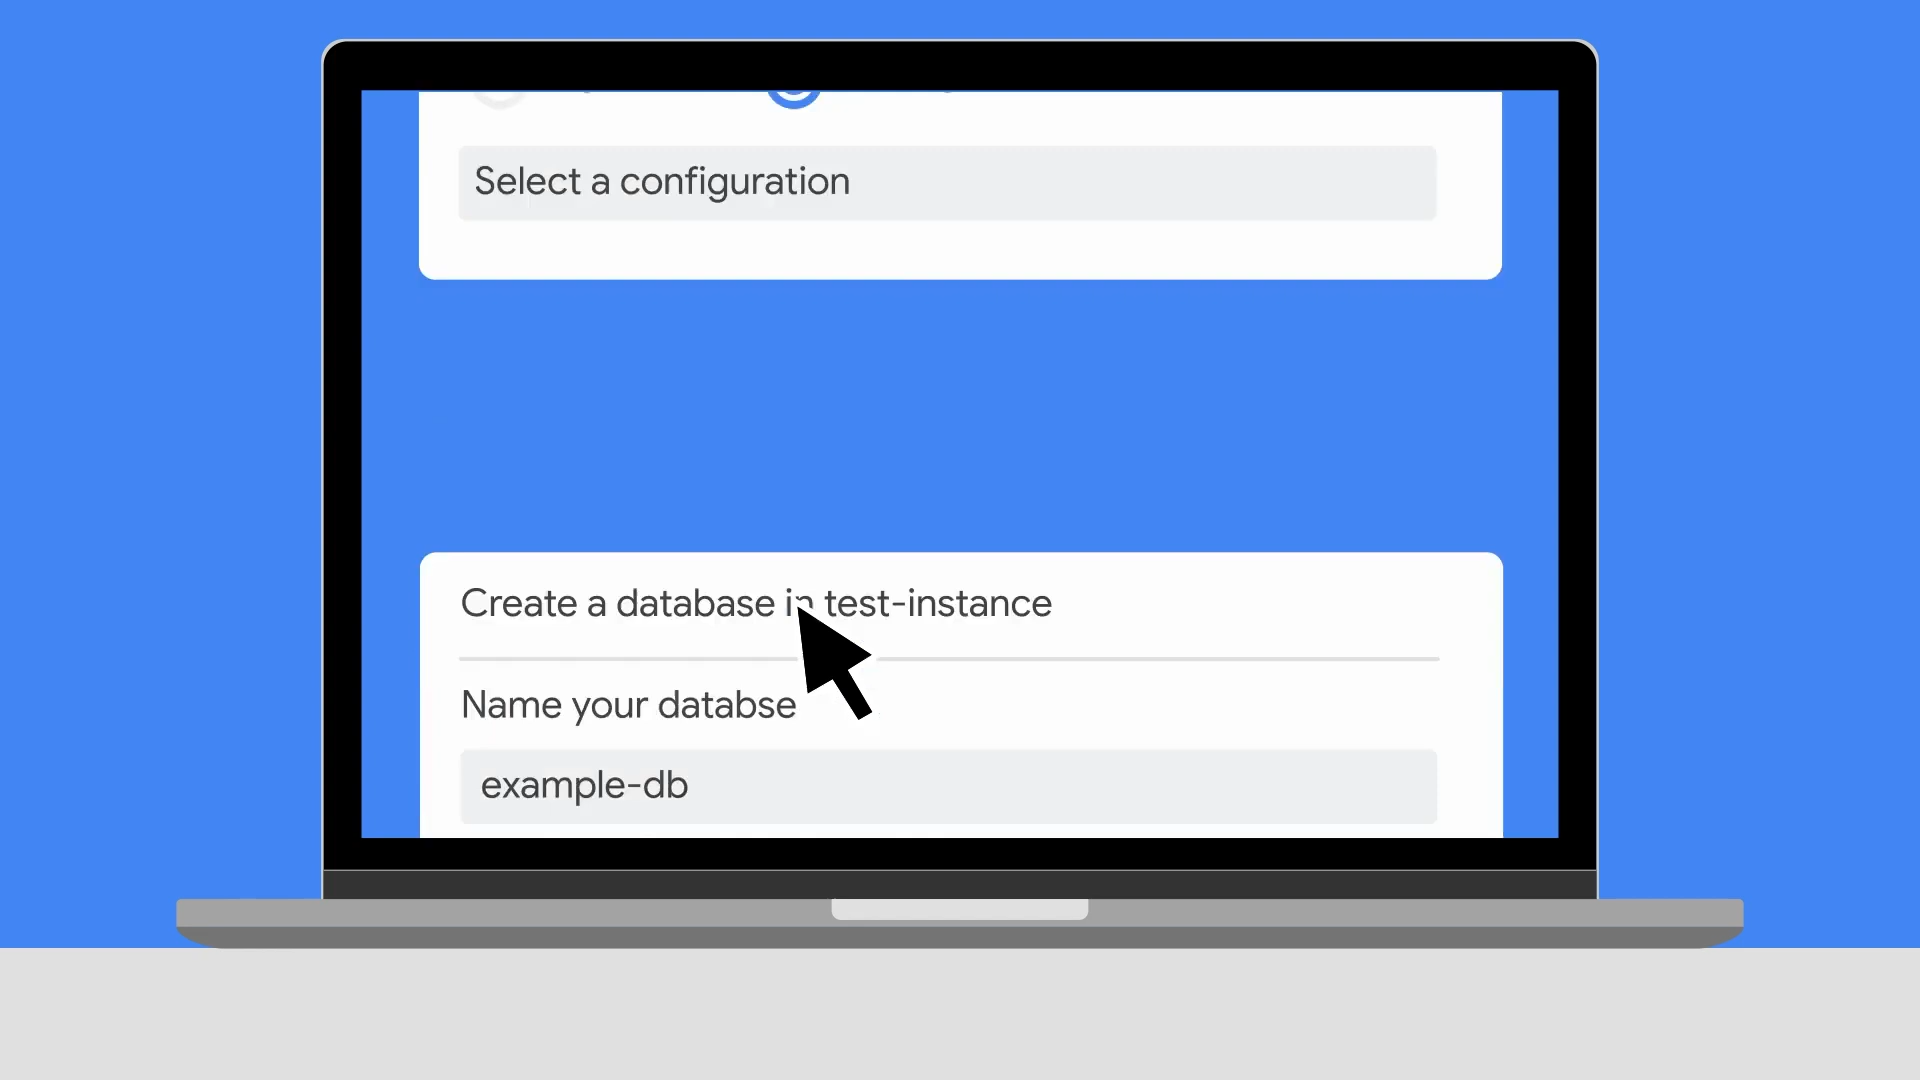 Select a configuration
Create a database in test-instance
Name your databse
example-db